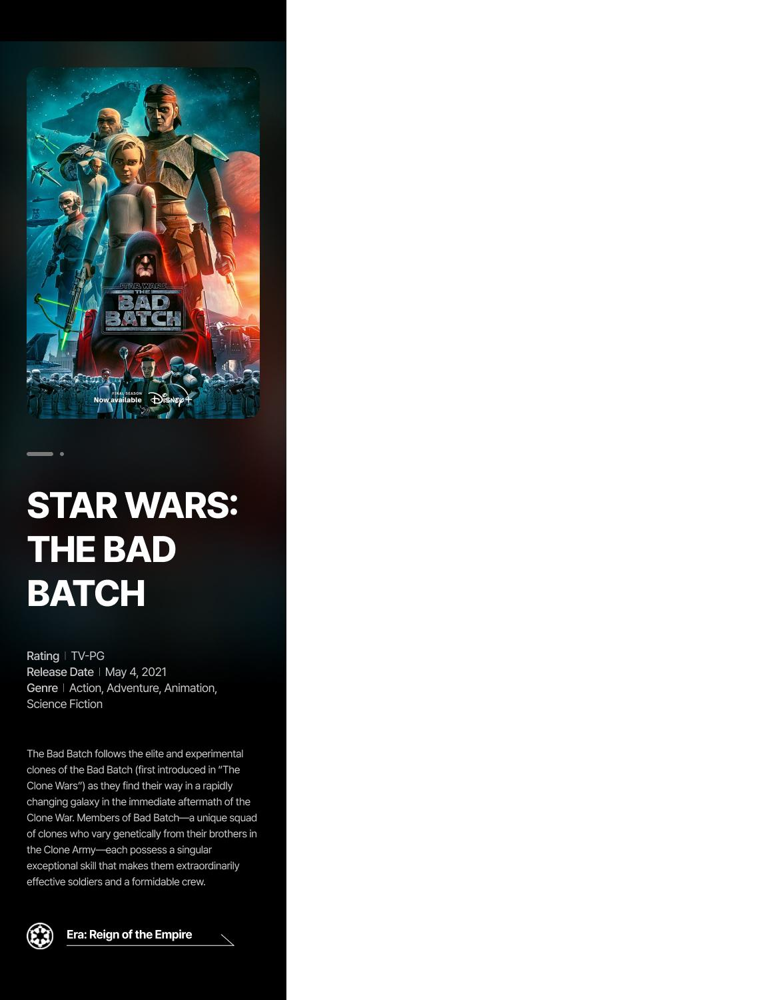 STAR WARS
THE
BAD
BATCH
FINAL SEASON
Now available
Disney+
STAR WARS:
THE BAD
BATCH
Rating | TV-PG
Release Date | May 4, 2021
Genre | Action, Adventure, Animation,
Science Fiction
The Bad Batch follows the elite and experimental
clones of the Bad Batch (first introduced in “The
Clone Wars”) as they find their way in a rapidly
changing galaxy in the immediate aftermath of the
Clone War. Members of Bad Batch—a unique squad
of clones who vary genetically from their brothers in
the Clone Army—each possess a singular
exceptional skill that makes them extraordinarily
effective soldiers and a formidable crew.
Era: Reign of the Empire